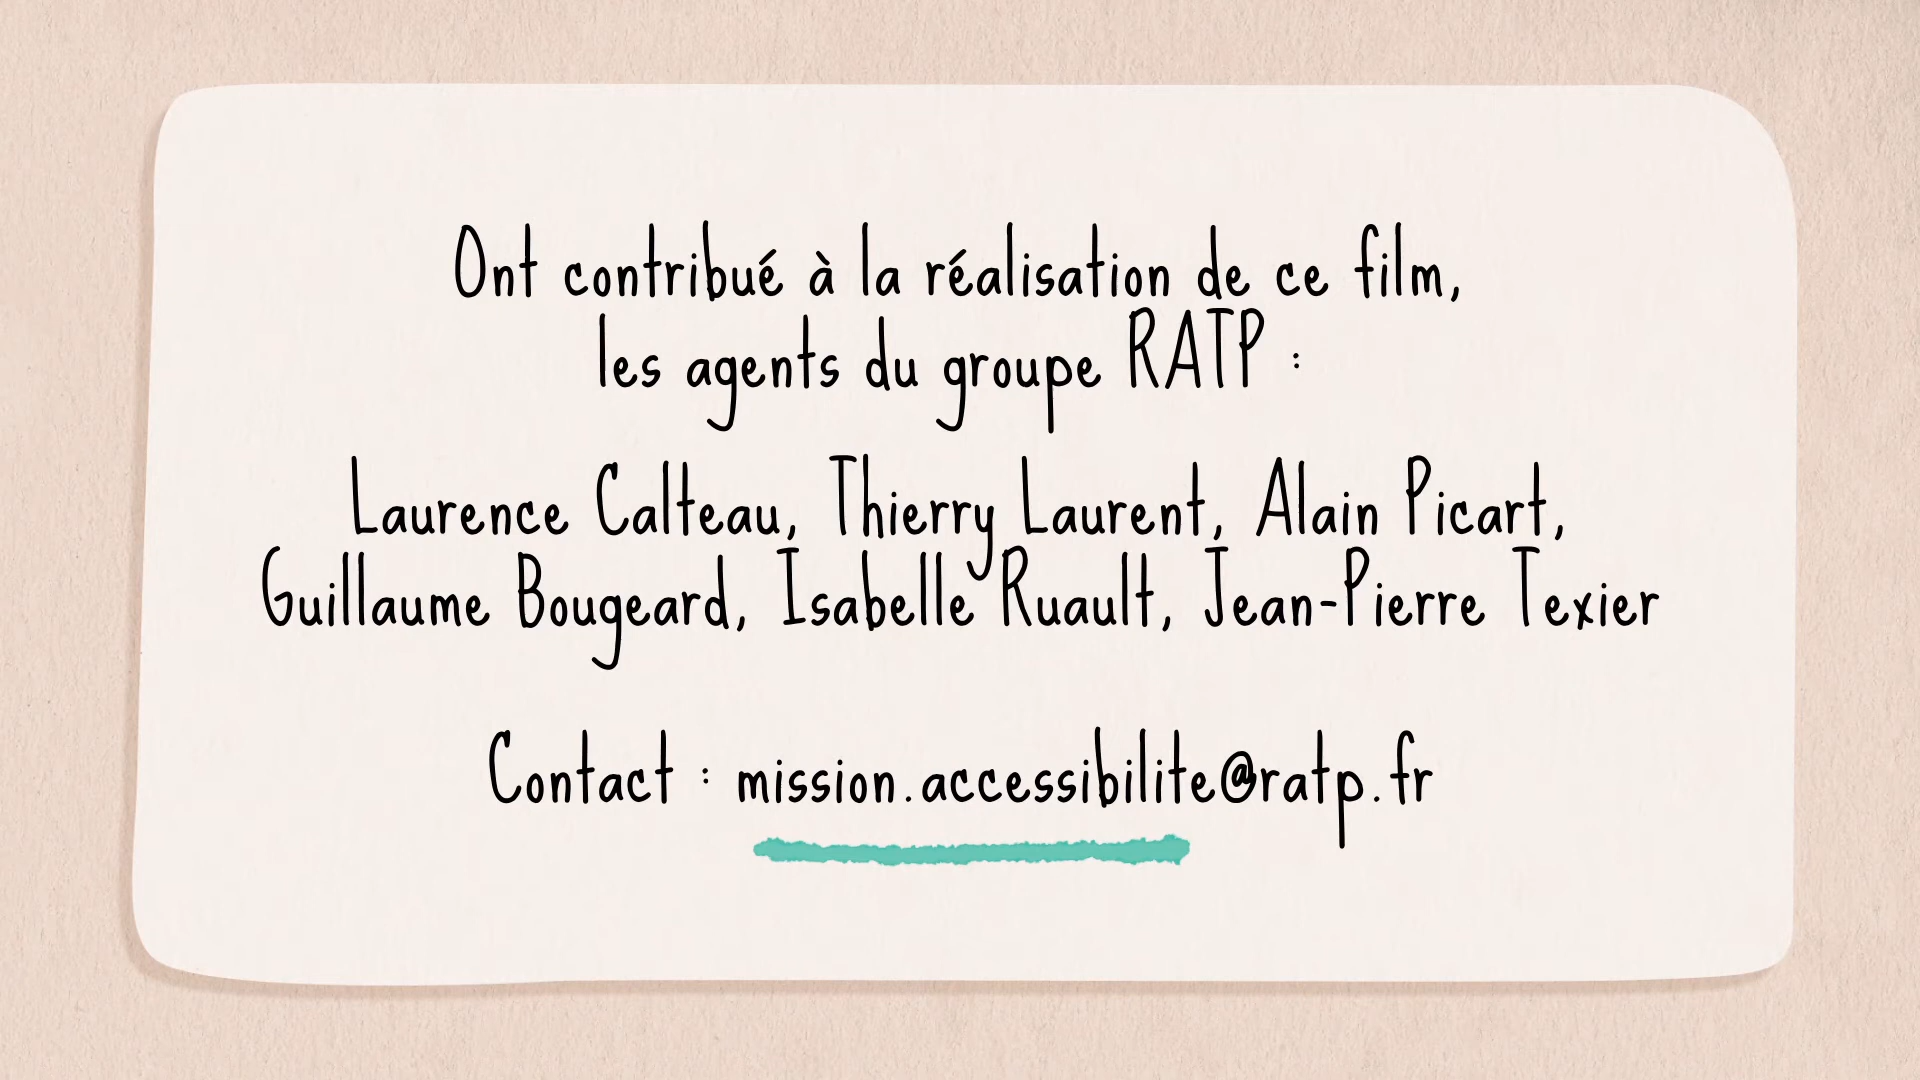 Ont contribué à la réalisation de ce film,
les agents du groupe RATP :
Laurence Calteau, Thierry Laurent, Alain Picart,
Guillaume Bougeard, Isabelle Ruault, Jean-Pierre Texier
Contact : mission.accessibilite@ratp.fr